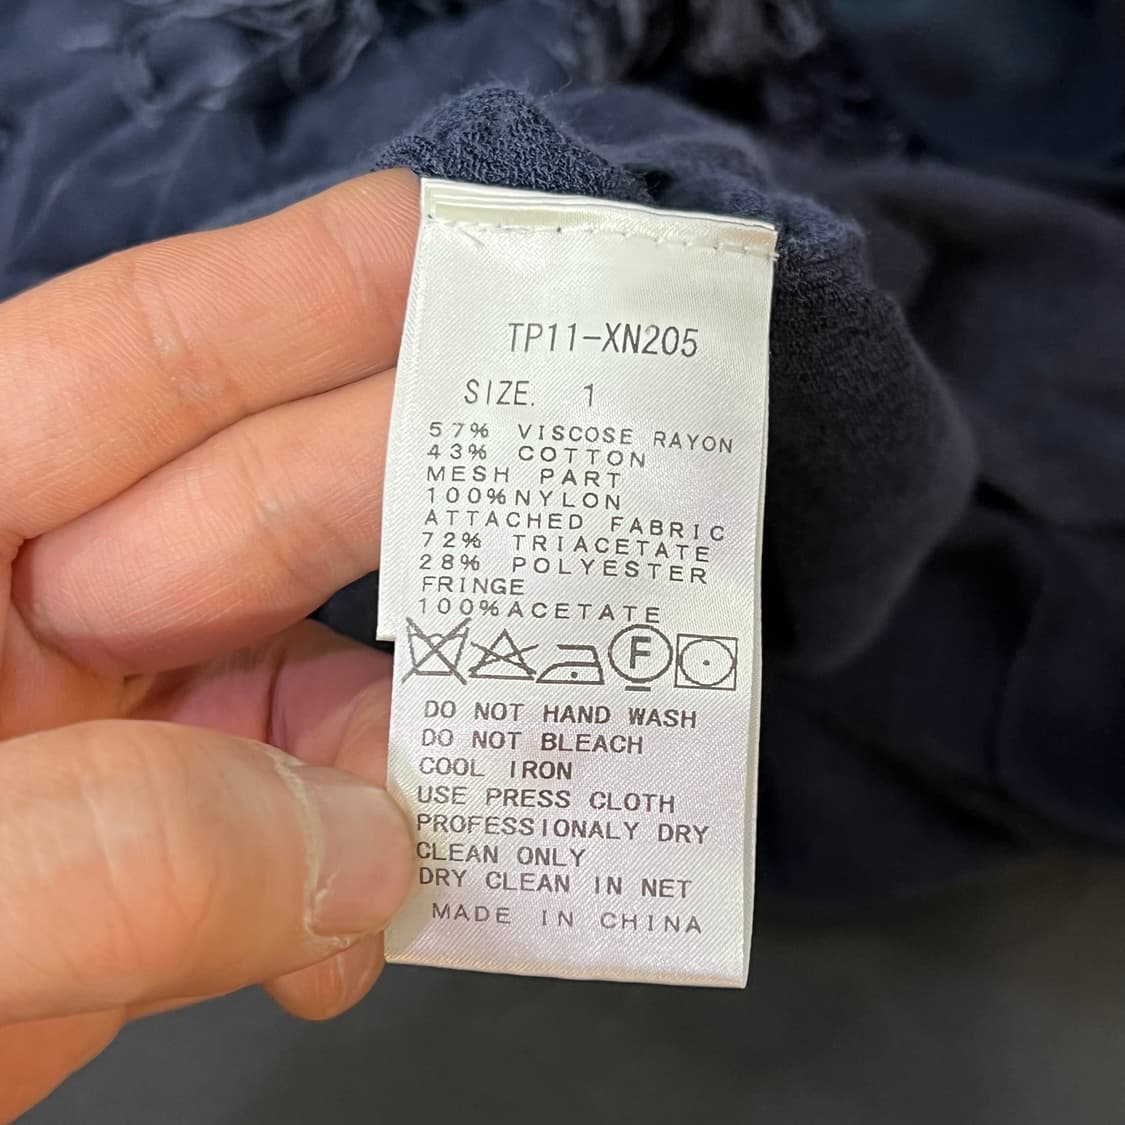 TP11-XN205
SIZE. 1
57% VISCOSE RAYON
43% COTTON
MESH PART
100%NYLON
ATTACHED FABRIC
72% TRIACETATE
28% POLYESTER
FRINGE
100%ACETATE
F
DO NOT HAND WASH
DO NOT BLEACH
COOL IRON
USE PRESS CLOTH
PROFESSIONALY DRY
CLEAN ONLY
DRY CLEAN IN NET
MADE IN CHINA